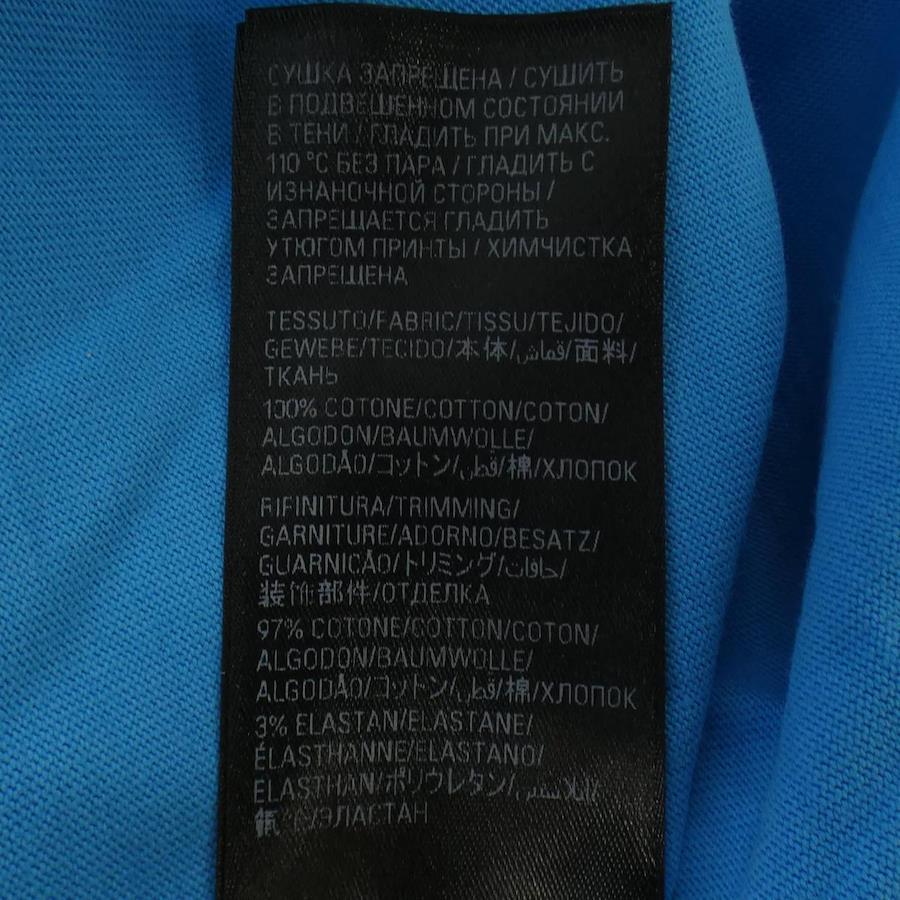 СУШКА ЗАПРЕЩЕНА / СУШИТЬ
В ПОДВЕШЕННОМ СОСТОЯНИИ
В ТЕНИ / ГЛАДИТЬ ПРИ МАКС.
110 °C БЕЗ ПАРА / ГЛАДИТЬ С
ИЗНАНОЧНОЙ СТОРОНЫ /
ЗАПРЕЩАЕТСЯ ГЛАДИТЬ
УТЮГОМ ПРИНТЫ / ХИМЧИСТКА
ЗАПРЕЩЕНА
TESSUTO/FABRIC/TISSU/TEJIDO/
GEWEBE/TECIDO/本体/قماش/面料/
ТКАНЬ
100% COTONE/COTTON/COTON/
ALGODON/BAUMWOLLE/
ALGODÃO/コットン/قطن/棉/ХЛОПОК
RIFINITURA/TRIMMING/
GARNITURE/ADORNO/BESATZ/
GUARNICÃO/トリミング/حافات/
装饰部件/ОТДЕЛКА
97% COTONE/COTTON/COTON/
ALGODON/BAUMWOLLE/
ALGODÃO/コットン/قطن/棉/ХЛОПОК
3% ELASTAN/ELASTANE/
ÉLASTHANNE/ELASTANO/
ELASTHAN/ポリウレタン/
氨纶/ЭЛАСТАН